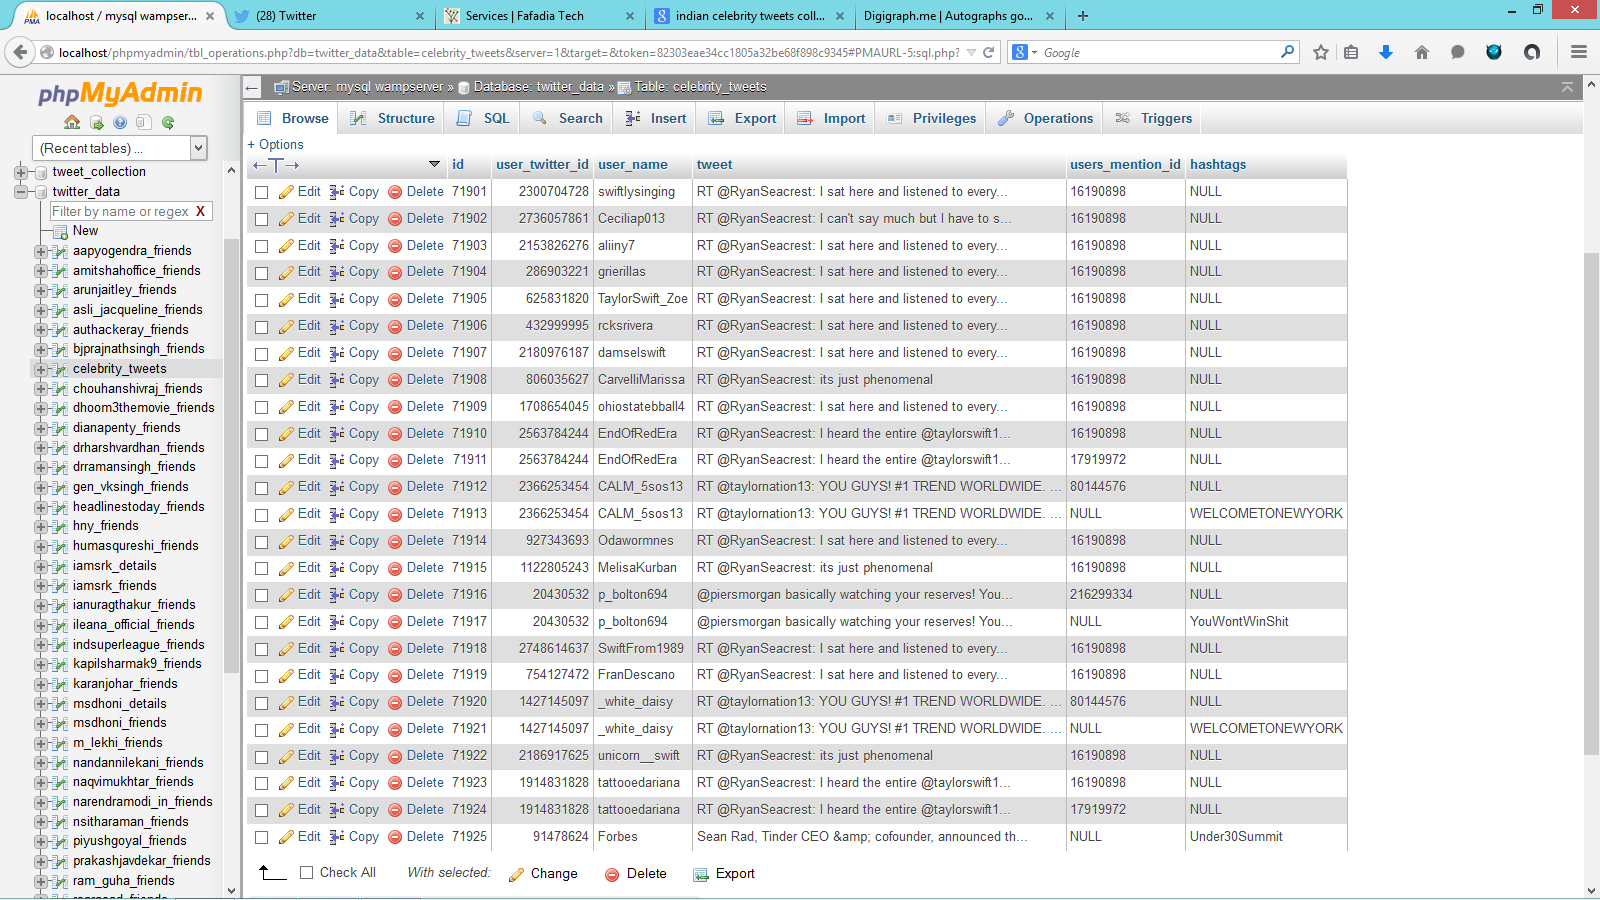 localhost / mysql wampser... ×
(28) Twitter ×
Services | Fafadia Tech ×
indian celebrity tweets coll... ×
Digigraph.me | Autographs go... ×
localhost/phpmyadmin/tbl_operations.php?db=twitter_data&table=celebrity_tweets&server=1&target=&token=82303eae34cc1805a32be68f898c9345#PMAURL-5:sql.php?
Google
phpMyAdmin
(Recent tables) ...
tweet_collection
twitter_data
Filter by name or regex X
New
aapyogendra_friends
amitshahoffice_friends
arunjaitley_friends
asli_jacqueline_friends
authackeray_friends
bjprajnathsingh_friends
celebrity_tweets
chouhanshivraj_friends
dhoom3themovie_friends
dianapenty_friends
drharshvardhan_friends
drramansingh_friends
gen_vksingh_friends
headlinestoday_friends
hny_friends
humasqureshi_friends
iamsrk_details
iamsrk_friends
ianuragthakur_friends
ileana_official_friends
indsuperleague_friends
kapilsharmak9_friends
karanjohar_friends
msdhoni_details
msdhoni_friends
m_lekhi_friends
nandannilekani_friends
naqvimukhtar_friends
narendramodi_in_friends
nsitharaman_friends
piyushgoyal_friends
prakashjavdekar_friends
ram_guha_friends
Server: mysql wampserver » Database: twitter_data » Table: celebrity_tweets
Browse Structure SQL Search Insert Export Import Privileges Operations Triggers
+ Options
id user_twitter_id user_name tweet users_mention_id hashtags
Edit Copy Delete 71901 2300704728 swiftlysinging RT @RyanSeacrest: I sat here and listened to every... 16190898 NULL
Edit Copy Delete 71902 2736057861 Ceciliap013 RT @RyanSeacrest: I can't say much but I have to s... 16190898 NULL
Edit Copy Delete 71903 2153826276 aliiny7 RT @RyanSeacrest: I sat here and listened to every... 16190898 NULL
Edit Copy Delete 71904 286903221 grierillas RT @RyanSeacrest: I sat here and listened to every... 16190898 NULL
Edit Copy Delete 71905 625831820 TaylorSwift_Zoe RT @RyanSeacrest: I sat here and listened to every... 16190898 NULL
Edit Copy Delete 71906 432999995 rcksrivera RT @RyanSeacrest: I sat here and listened to every... 16190898 NULL
Edit Copy Delete 71907 2180976187 damselswift RT @RyanSeacrest: I sat here and listened to every... 16190898 NULL
Edit Copy Delete 71908 806035627 CarvelliMarissa RT @RyanSeacrest: its just phenomenal 16190898 NULL
Edit Copy Delete 71909 1708654045 ohiostatebball4 RT @RyanSeacrest: I sat here and listened to every... 16190898 NULL
Edit Copy Delete 71910 2563784244 EndOfRedEra RT @RyanSeacrest: I heard the entire @taylorswift1... 16190898 NULL
Edit Copy Delete 71911 2563784244 EndOfRedEra RT @RyanSeacrest: I heard the entire @taylorswift1... 17919972 NULL
Edit Copy Delete 71912 2366253454 CALM_5sos13 RT @taylornation13: YOU GUYS! #1 TREND WORLDWIDE. ... 80144576 NULL
Edit Copy Delete 71913 2366253454 CALM_5sos13 RT @taylornation13: YOU GUYS! #1 TREND WORLDWIDE. ... NULL WELCOMETONEWYORK
Edit Copy Delete 71914 927343693 Odawormnes RT @RyanSeacrest: I sat here and listened to every... 16190898 NULL
Edit Copy Delete 71915 1122805243 MelisaKurban RT @RyanSeacrest: its just phenomenal 16190898 NULL
Edit Copy Delete 71916 20430532 p_bolton694 @piersmorgan basically watching your reserves! You... 216299334 NULL
Edit Copy Delete 71917 20430532 p_bolton694 @piersmorgan basically watching your reserves! You... NULL YouWontWinShit
Edit Copy Delete 71918 2748614637 SwiftFrom1989 RT @RyanSeacrest: I sat here and listened to every... 16190898 NULL
Edit Copy Delete 71919 754127472 FranDescano RT @RyanSeacrest: I sat here and listened to every... 16190898 NULL
Edit Copy Delete 71920 1427145097 _white_daisy RT @taylornation13: YOU GUYS! #1 TREND WORLDWIDE. ... 80144576 NULL
Edit Copy Delete 71921 1427145097 _white_daisy RT @taylornation13: YOU GUYS! #1 TREND WORLDWIDE. ... NULL WELCOMETONEWYORK
Edit Copy Delete 71922 2186917625 unicorn__swift RT @RyanSeacrest: its just phenomenal 16190898 NULL
Edit Copy Delete 71923 1914831828 tattooedariana RT @RyanSeacrest: I heard the entire @taylorswift1... 16190898 NULL
Edit Copy Delete 71924 1914831828 tattooedariana RT @RyanSeacrest: I heard the entire @taylorswift1... 17919972 NULL
Edit Copy Delete 71925 91478624 Forbes Sean Rad, Tinder CEO &amp; cofounder, announced th... NULL Under30Summit
Check All With selected: Change Delete Export